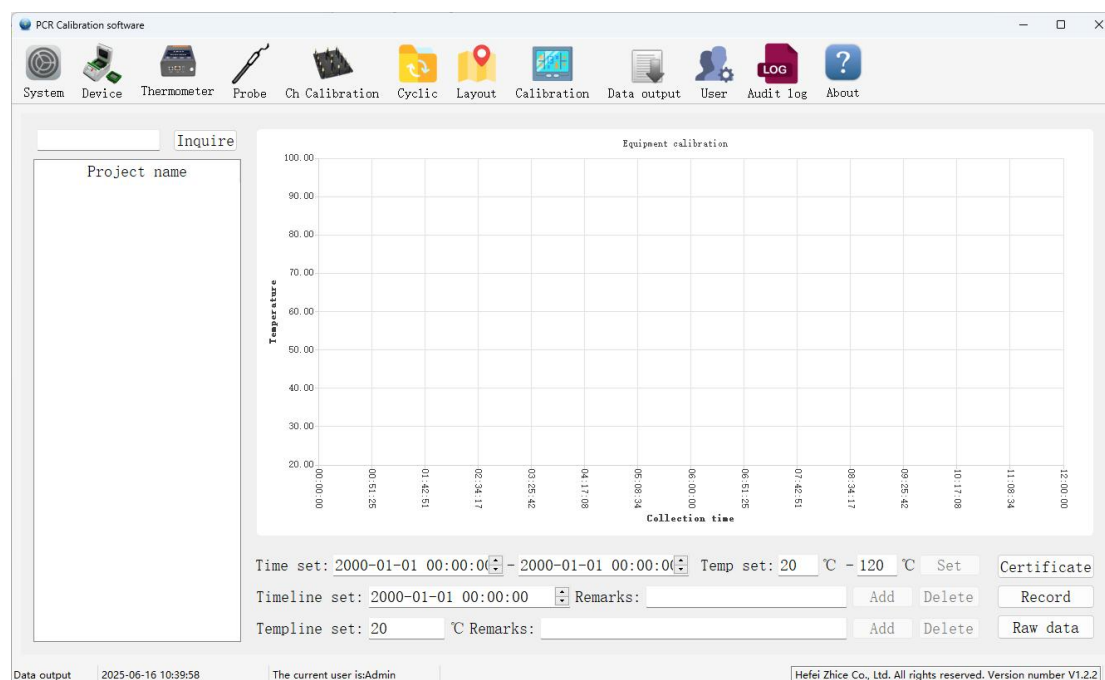 PCR Calibration software
System Device Thermometer Probe Ch Calibration Cyclic Layout Calibration Data output User LOG Audit log ? About
Inquire
Project name
Equipment calibration
100.00
90.00
80.00
70.00
60.00
50.00
40.00
30.00
20.00
Temperature
00:00:00 00:51:25 01:42:51 02:34:17 03:25:42 04:17:08 05:08:34 06:00:00 06:51:25 07:42:51 08:34:17 09:25:42 10:17:08 11:08:34 12:00:00
Collection time
Time set: 2000-01-01 00:00:0 - 2000-01-01 00:00:0 Temp set: 20 ℃ - 120 ℃ Set Certificate
Timeline set: 2000-01-01 00:00:00 Remarks: Add Delete Record
Templine set: 20 ℃ Remarks: Add Delete Raw data
Data output 2025-06-16 10:39:58 The current user is:Admin Hefei Zhice Co., Ltd. All rights reserved. Version number V1.2.2